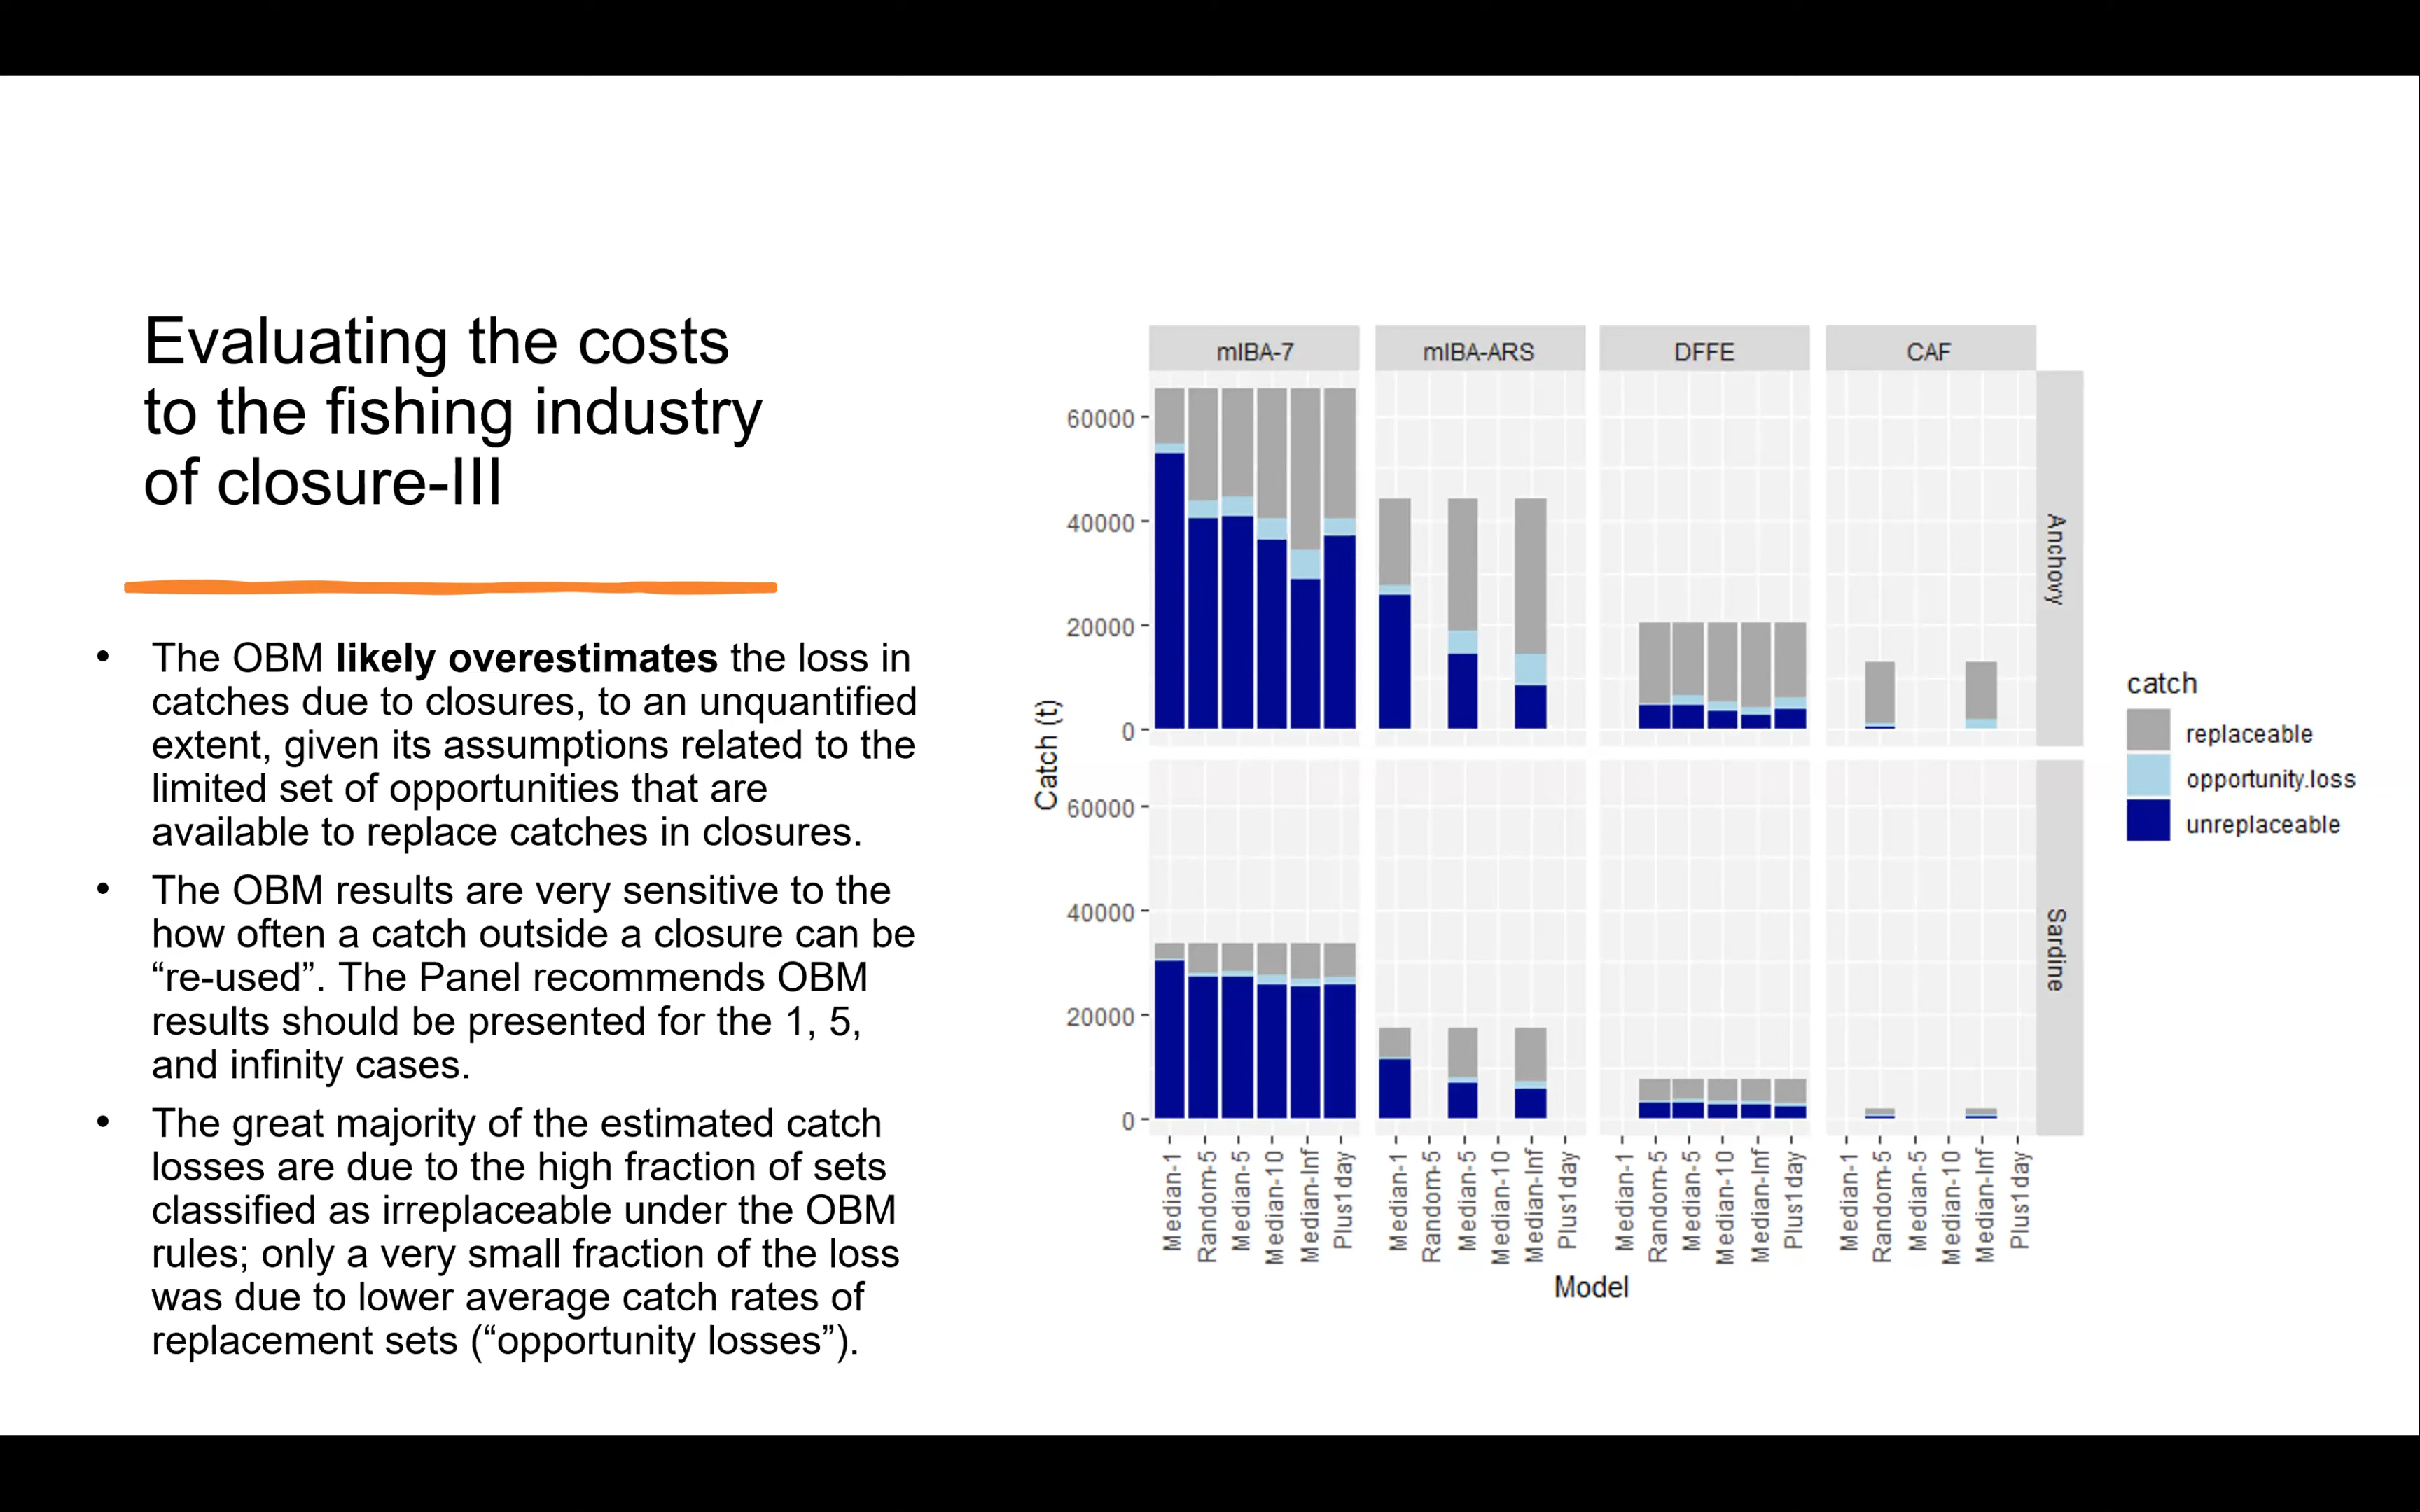 Evaluating the costs
to the fishing industry
of closure-III
• The OBM likely overestimates the loss in
catches due to closures, to an unquantified
extent, given its assumptions related to the
limited set of opportunities that are
available to replace catches in closures.
• The OBM results are very sensitive to the
how often a catch outside a closure can be
“re-used”. The Panel recommends OBM
results should be presented for the 1, 5,
and infinity cases.
• The great majority of the estimated catch
losses are due to the high fraction of sets
classified as irreplaceable under the OBM
rules; only a very small fraction of the loss
was due to lower average catch rates of
replacement sets (“opportunity losses”).
mIBA-7 mIBA-ARS DFFE CAF
Catch (t)
60000
40000
20000
0
Anchovy
60000
40000
20000
0
Sardine
Median-1 Random-5 Median-5 Median-10 Median-Inf Plus1day
Median-1 Random-5 Median-5 Median-10 Median-Inf Plus1day
Median-1 Random-5 Median-5 Median-10 Median-Inf Plus1day
Median-1 Random-5 Median-5 Median-10 Median-Inf Plus1day
Model
catch
replaceable
opportunity.loss
unreplaceable